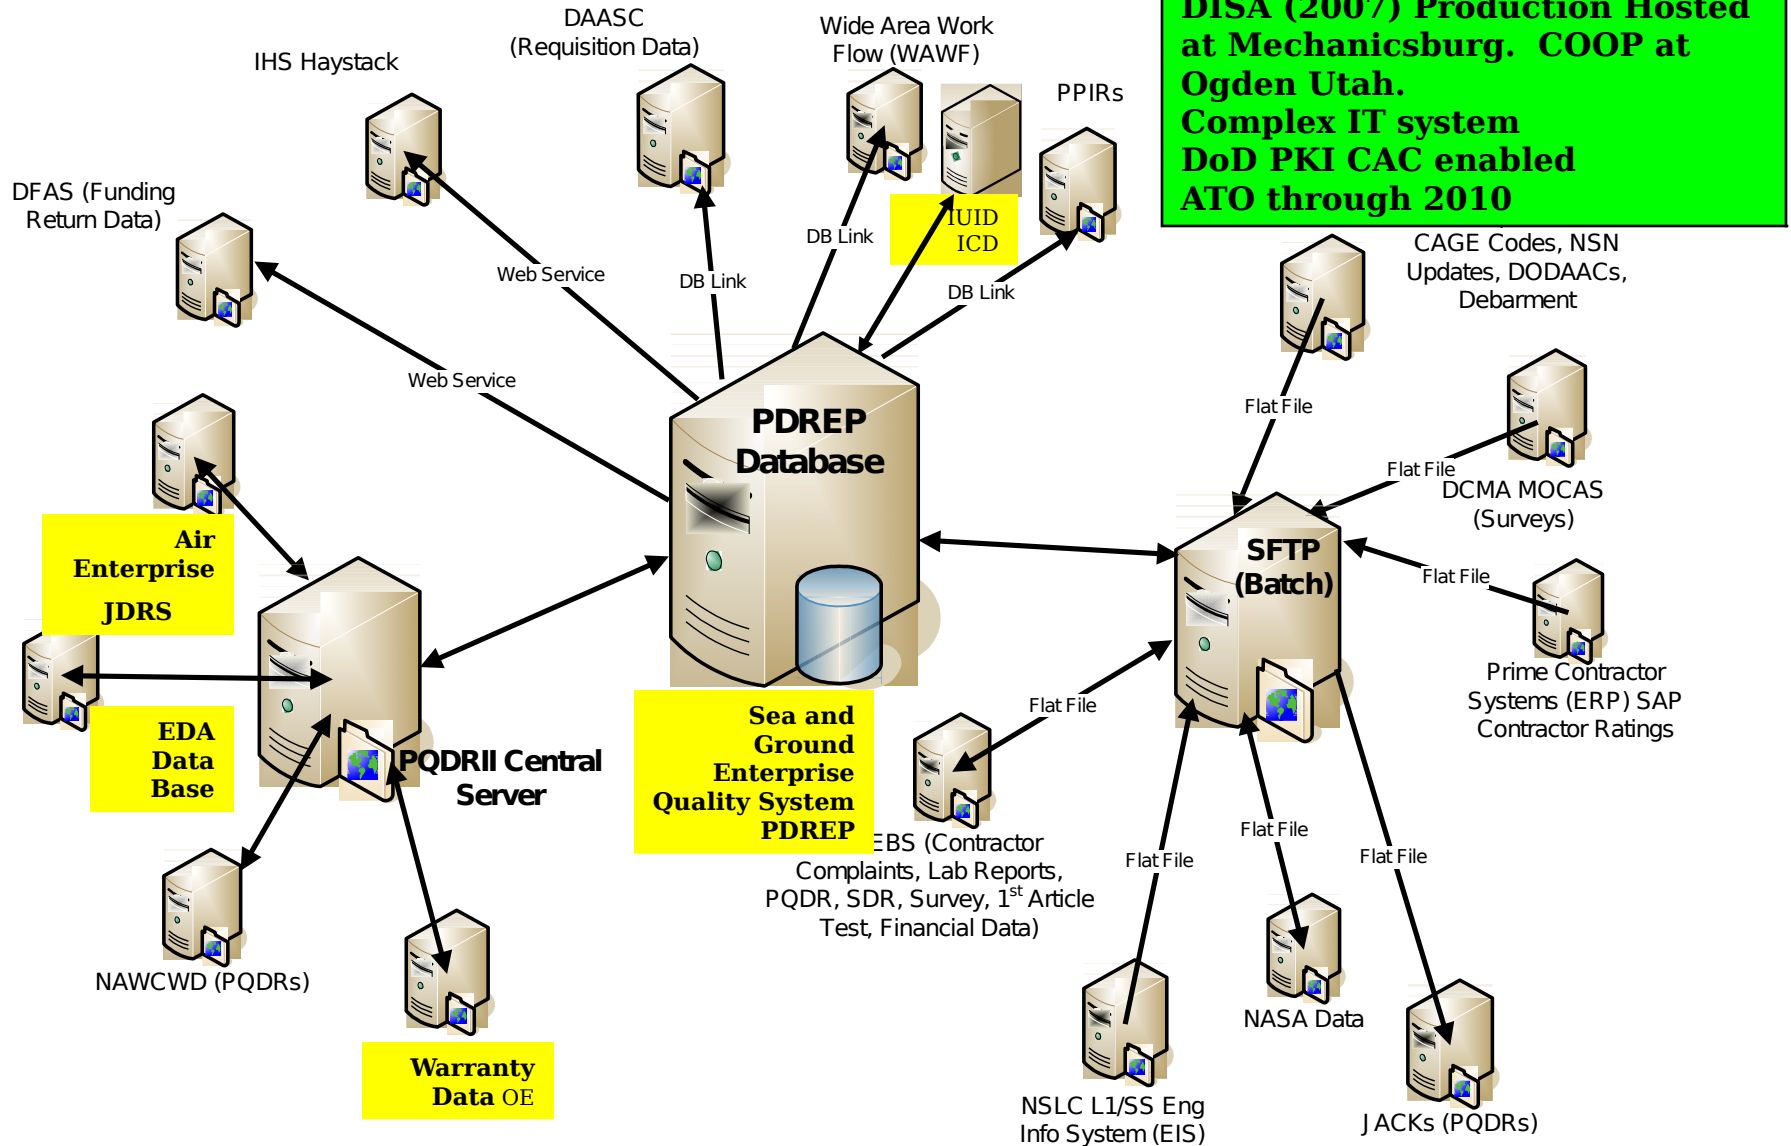 DISA (2007) Production Hosted
at Mechanicsburg.  COOP at
Ogden Utah.
Complex IT system
DoD PKI CAC enabled
ATO through 2010
DAASC
(Requisition Data)
Wide Area Work
Flow (WAWF)
IHS Haystack
PPIRs
DFAS (Funding
Return Data)
IUID
ICD
CAGE Codes, NSN
Updates, DODAACs,
Debarment
DB Link
Web Service
DB Link
DB Link
Web Service
Flat File
PDREP
Database
Flat File
DCMA MOCAS
(Surveys)
Air
Enterprise
JDRS
SFTP
(Batch)
Flat File
Prime Contractor
Systems (ERP) SAP
Contractor Ratings
EDA
Data
Base
PQDRII Central
Server
Sea and
Ground
Enterprise
Quality System
PDREP
Flat File
EBS (Contractor
Complaints, Lab Reports,
PQDR, SDR, Survey, 1st Article
Test, Financial Data)
Flat File
Flat File
Flat File
NAWCWD (PQDRs)
Warranty
Data OE
NASA Data
NSLC L1/SS Eng
Info System (EIS)
JACKs (PQDRs)